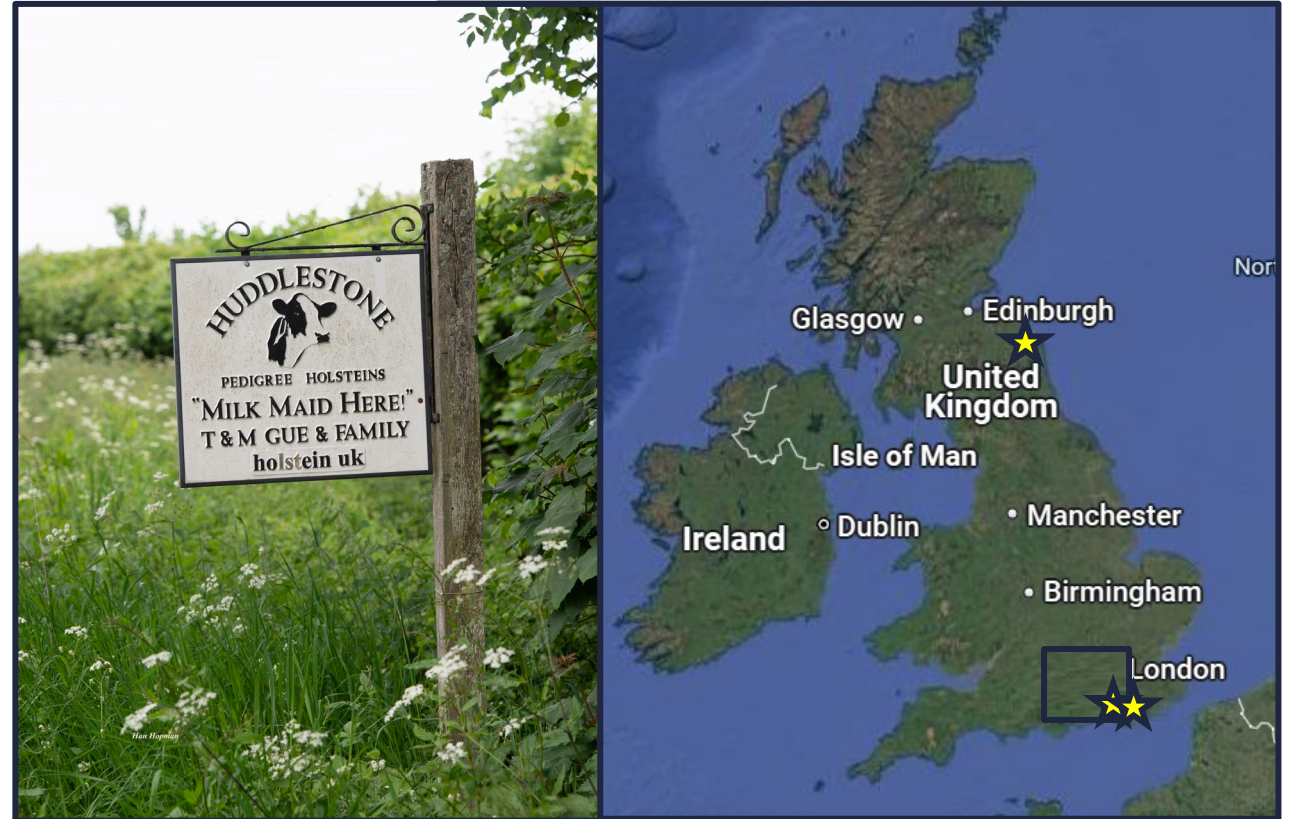 HUDDLESTONE
PEDIGREE HOLSTEINS
"MILK MAID HERE!"
T & M GUE & FAMILY
holstein uk
Han Hopman
Nor
Glasgow
Edinburgh
United
Kingdom
Isle of Man
Dublin
Ireland
Manchester
Birmingham
London